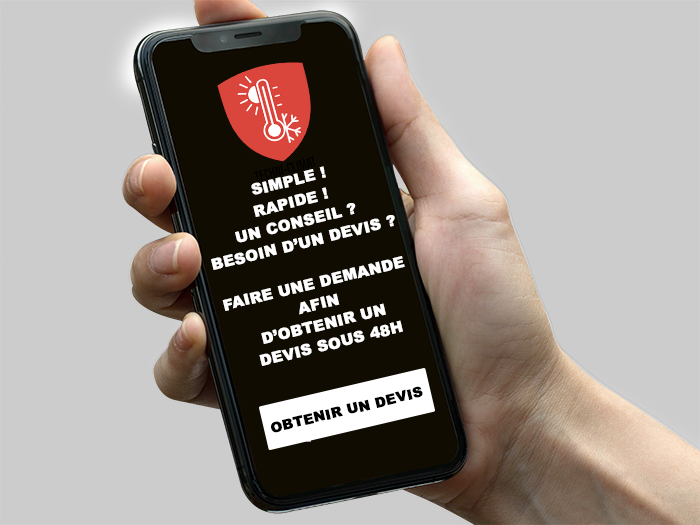 SIMPLE !
RAPIDE !
UN CONSEIL ?
BESOIN D'UN DEVIS ?
FAIRE UNE DEMANDE
AFIN
D'OBTENIR UN
DEVIS SOUS 48H
OBTENIR UN DEVIS